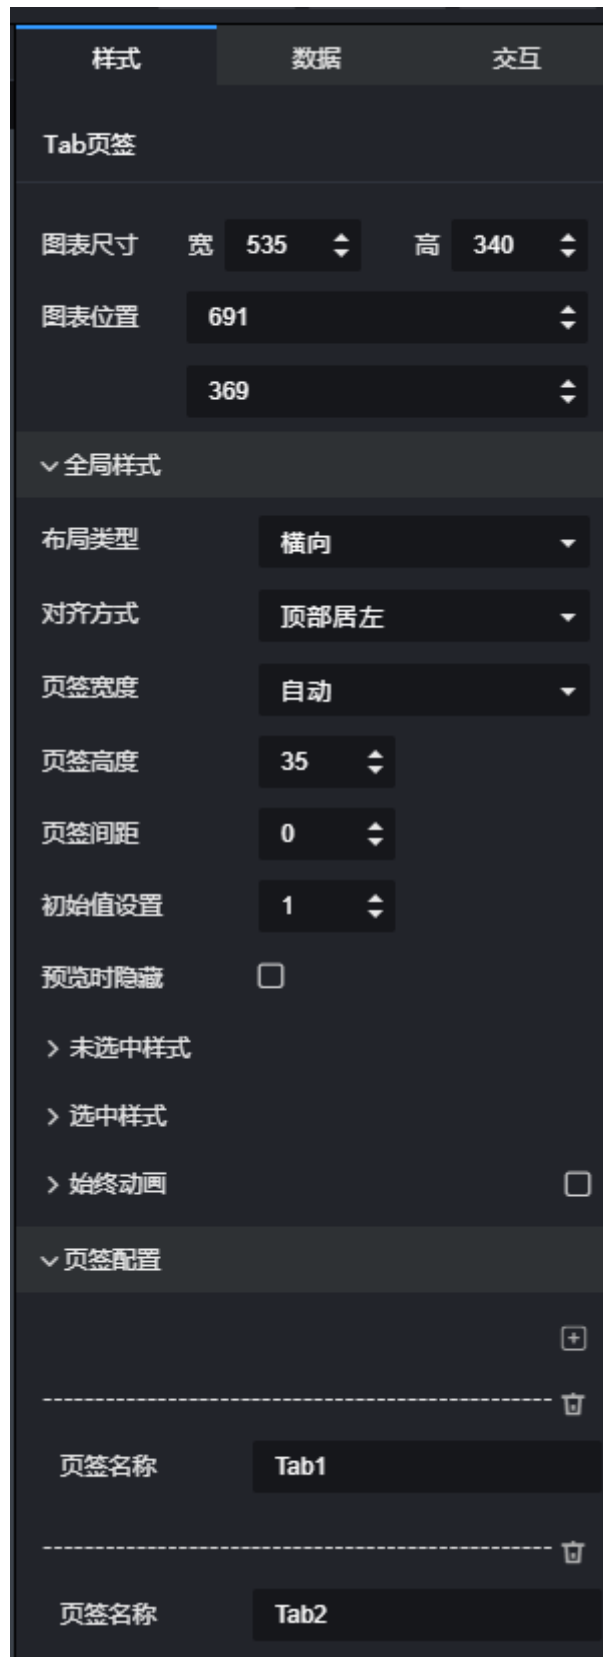 样式 数据 交互
Tab页签
图表尺寸 宽 535 高 340
图表位置 691
369
全局样式
布局类型 横向
对齐方式 顶部居左
页签宽度 自动
页签高度 35
页签间距 0
初始值设置 1
预览时隐藏
未选中样式
选中样式
始终动画
页签配置
页签名称 Tab1
页签名称 Tab2